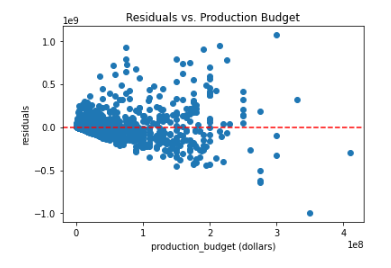 Residuals vs. Production Budget
1e9
1.0
0.5
0.0
−0.5
−1.0
residuals
0 1 2 3 4
1e8
production_budget (dollars)